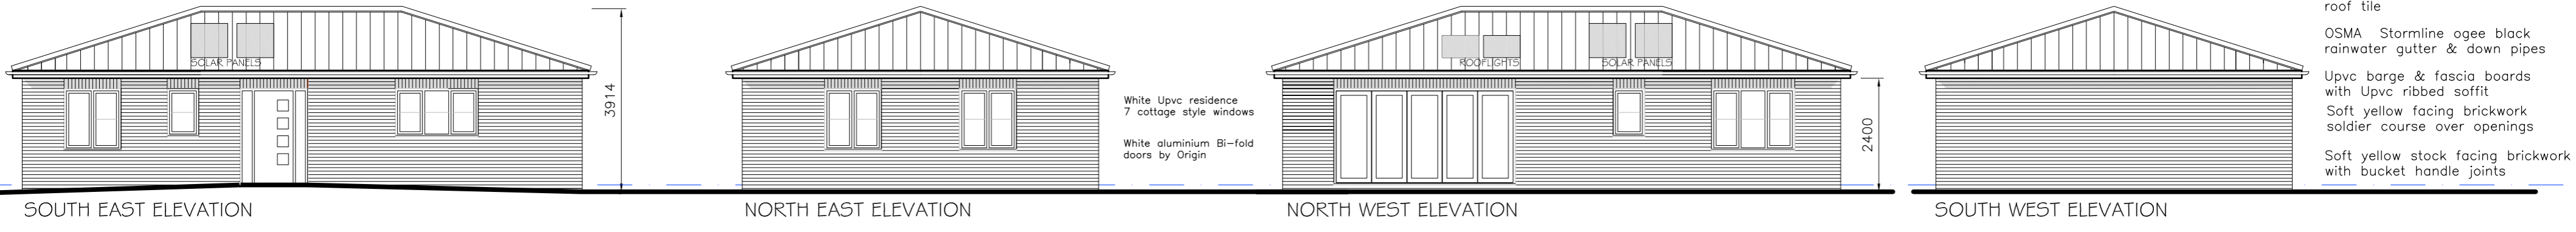 SOLAR PANELS
3914
SOUTH EAST ELEVATION
NORTH EAST ELEVATION
White Upvc residence
7 cottage style windows
White aluminium Bi-fold
doors by Origin
ROOFLIGHTS
SOLAR PANELS
2400
NORTH WEST ELEVATION
SOUTH WEST ELEVATION
roof tile
OSMA Stormline ogee black
rainwater gutter & down pipes
Upvc barge & fascia boards
with Upvc ribbed soffit
Soft yellow facing brickwork
soldier course over openings
Soft yellow stock facing brickwork
with bucket handle joints